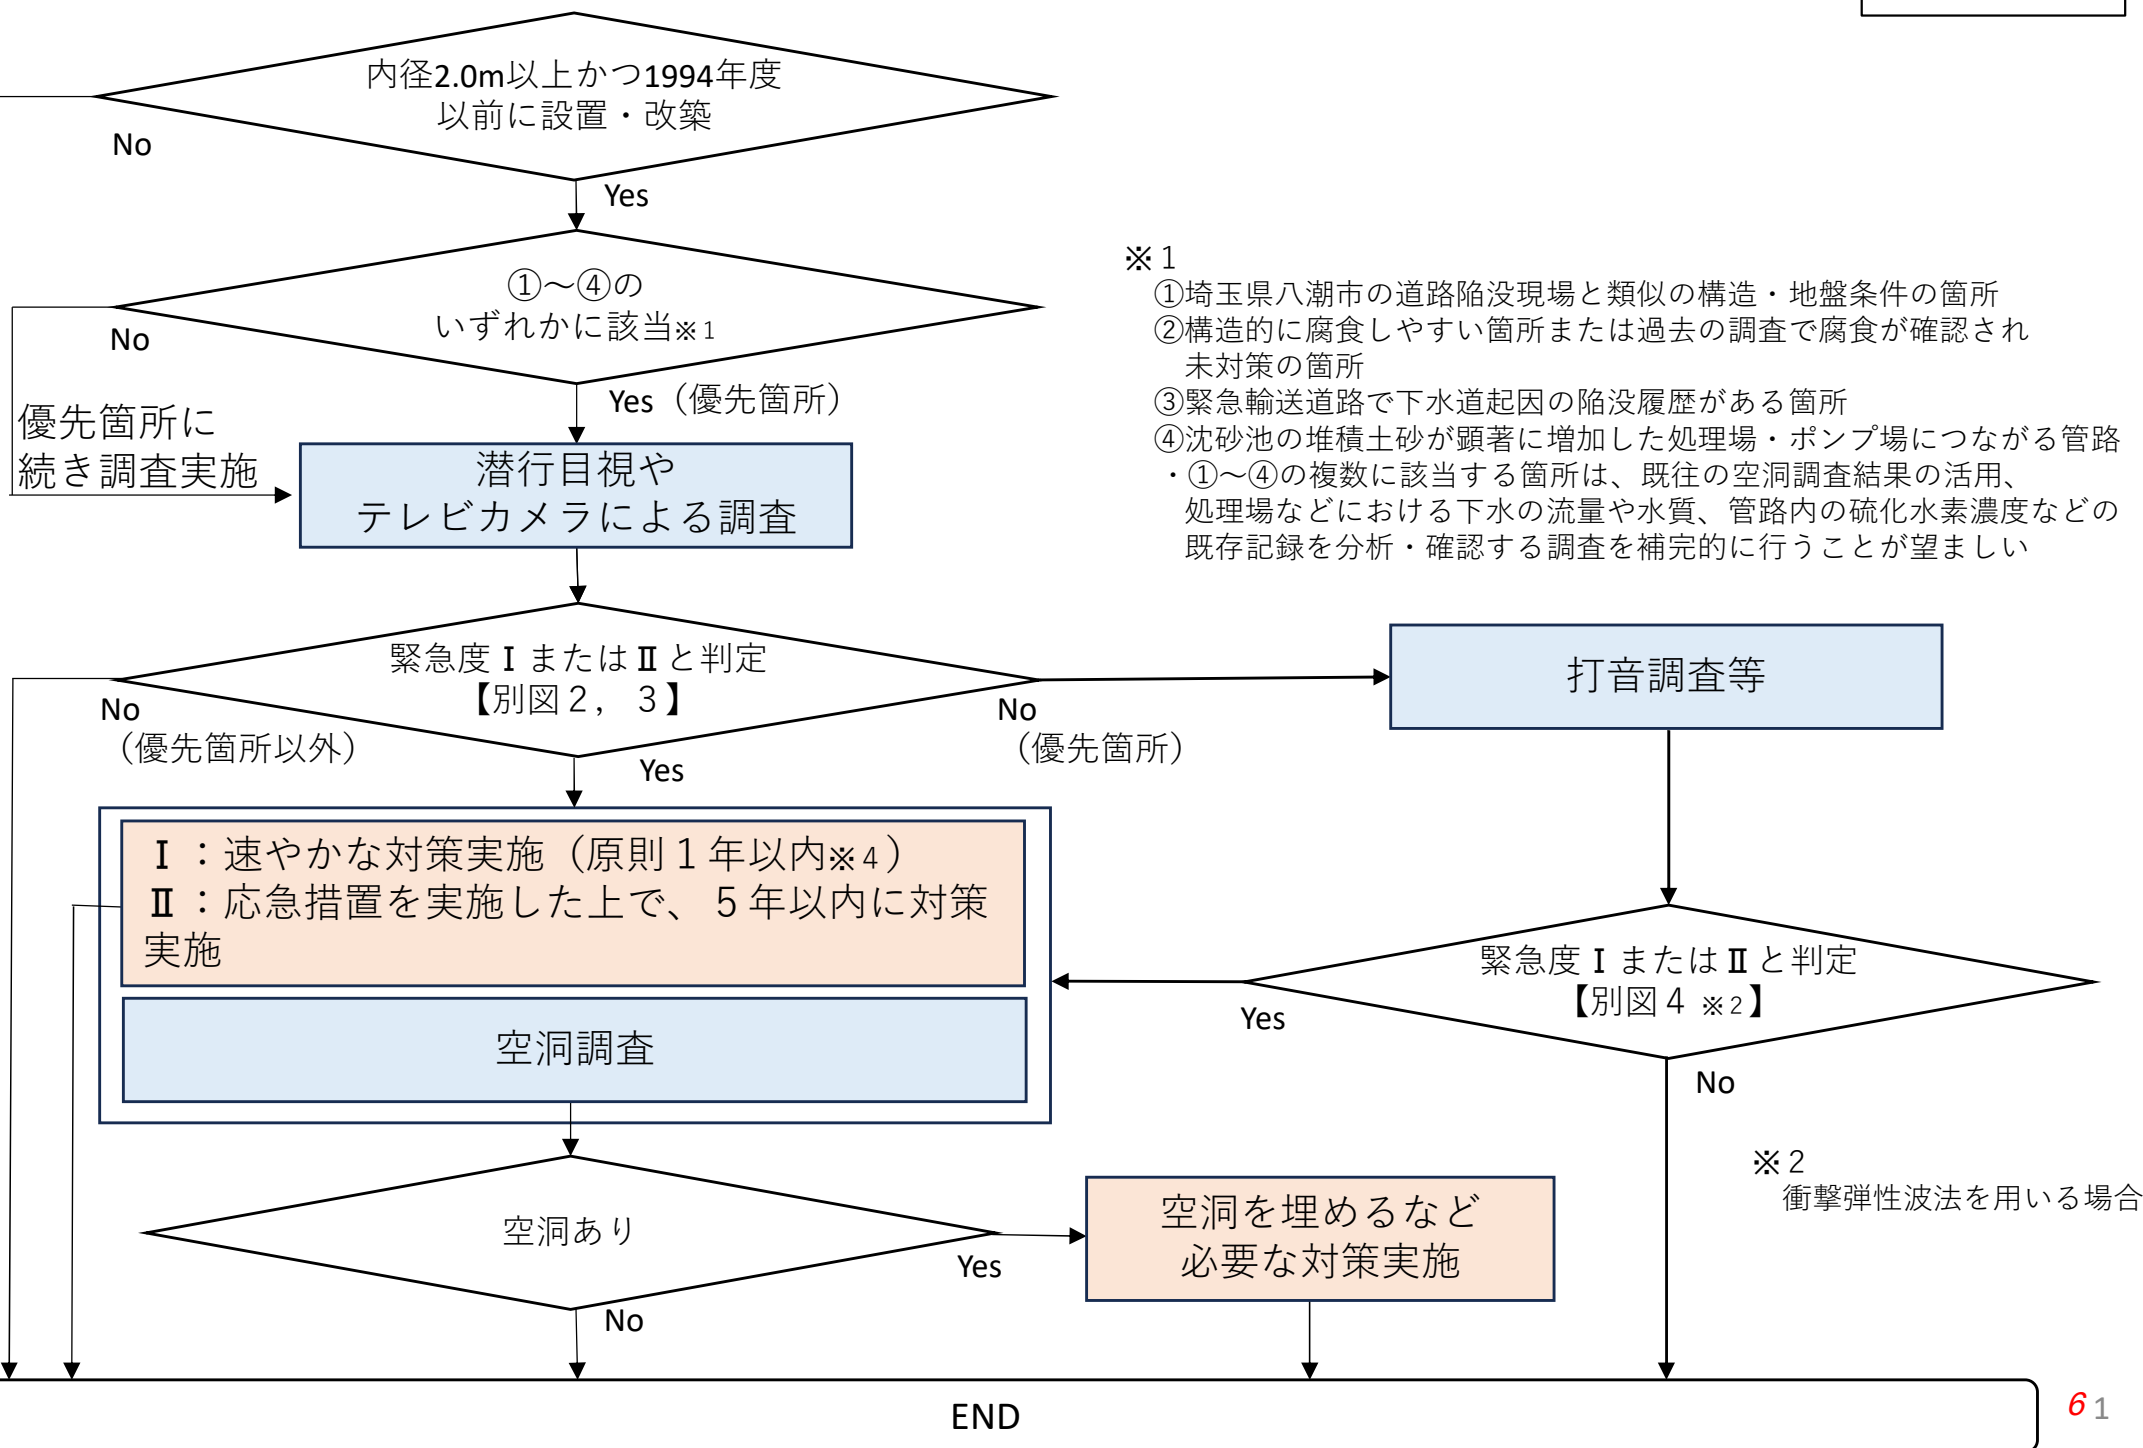 内径2.0m以上かつ1994年度
以前に設置・改築
No
Yes
①～④の
いずれかに該当※1
No
Yes（優先箇所）
優先箇所に
続き調査実施
潜行目視や
テレビカメラによる調査
※１
①埼玉県八潮市の道路陥没現場と類似の構造・地盤条件の箇所
②構造的に腐食しやすい箇所または過去の調査で腐食が確認され
未対策の箇所
③緊急輸送道路で下水道起因の陥没履歴がある箇所
④沈砂池の堆積土砂が顕著に増加した処理場・ポンプ場につながる管路
・①～④の複数に該当する箇所は、既往の空洞調査結果の活用、
処理場などにおける下水の流量や水質、管路内の硫化水素濃度などの
既存記録を分析・確認する調査を補完的に行うことが望ましい
緊急度ⅠまたはⅡと判定
【別図２，３】
No
（優先箇所以外）
Yes
No
（優先箇所）
打音調査等
Ⅰ：速やかな対策実施（原則１年以内※4）
Ⅱ：応急措置を実施した上で、５年以内に対策
実施
空洞調査
緊急度ⅠまたはⅡと判定
【別図４ ※2】
Yes
No
※２
衝撃弾性波法を用いる場合
空洞あり
Yes
No
空洞を埋めるなど
必要な対策実施
END
6 1